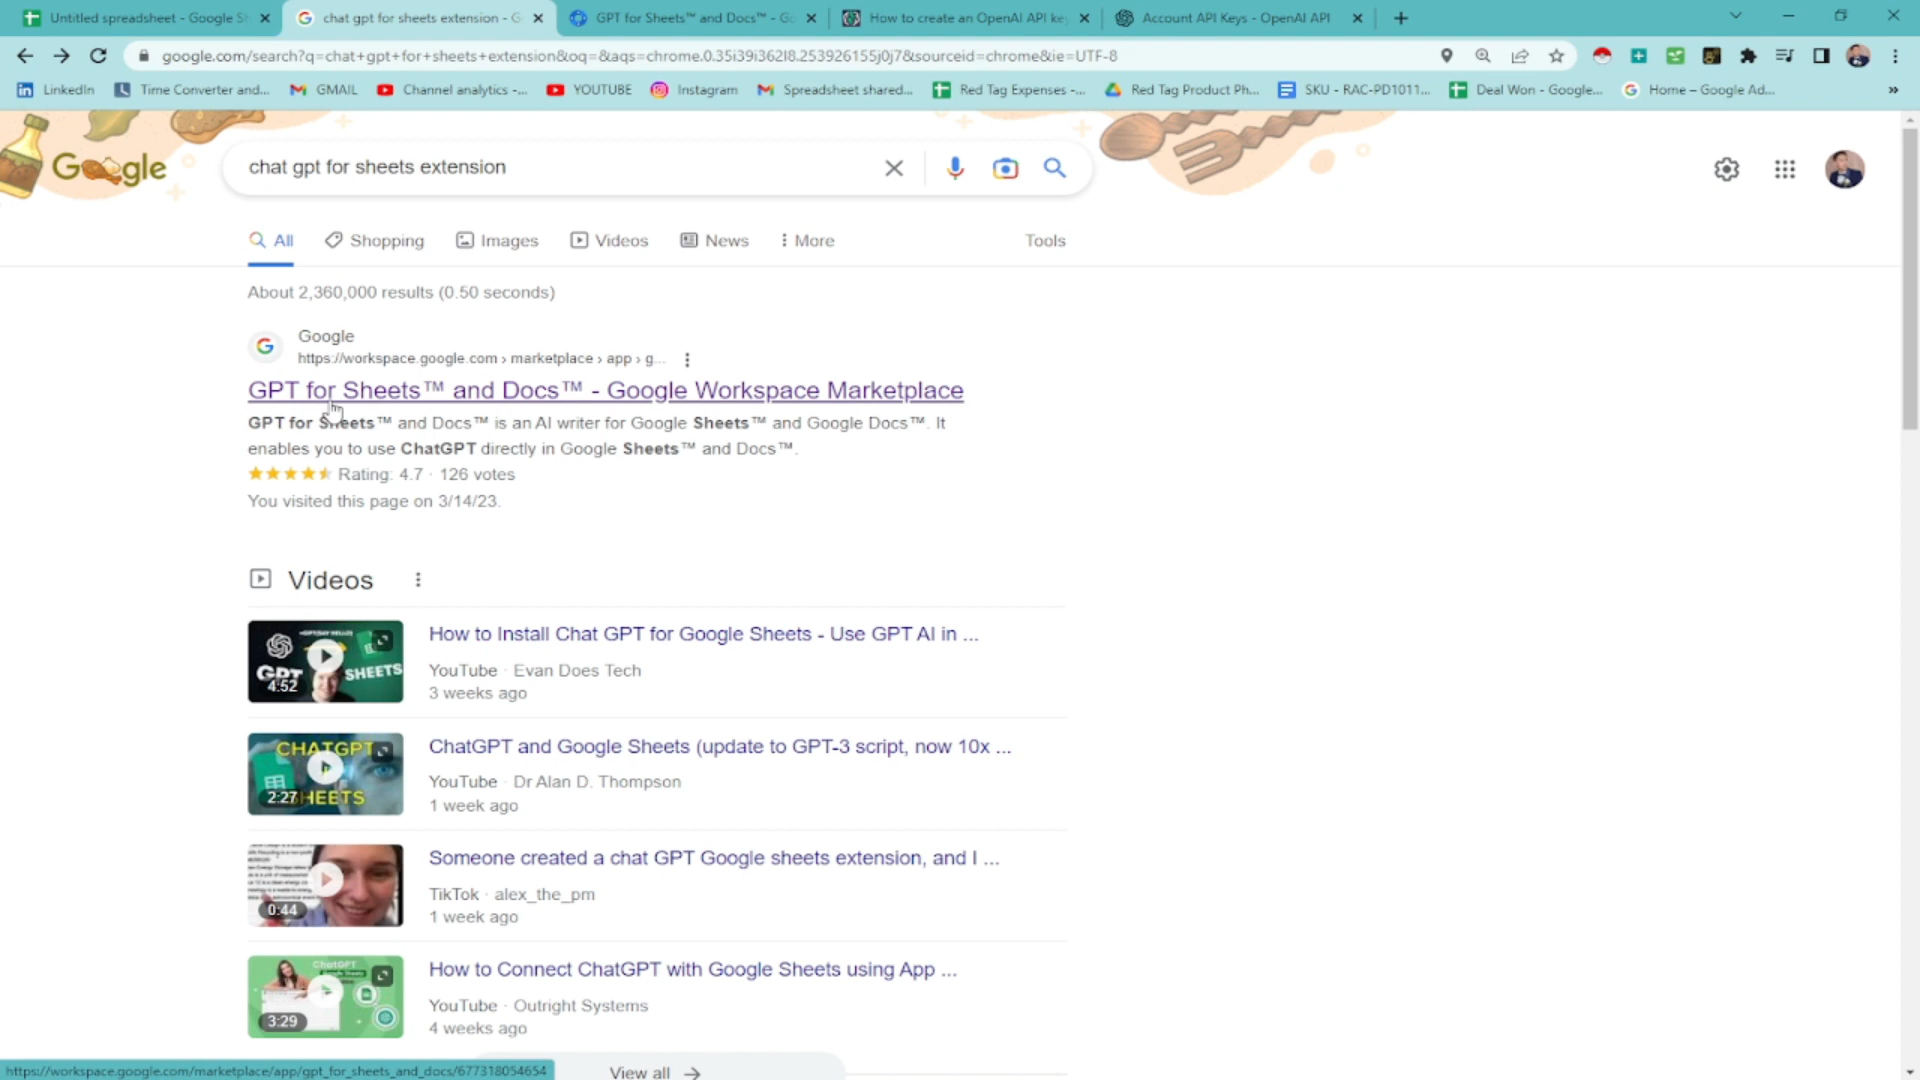 Untitled spreadsheet - Google Sh
chat gpt for sheets extension - G
GPT for Sheets™ and Docs™ - Go
How to create an OpenAI API ke
Account API Keys - OpenAI API
google.com/search?q=chat+gpt+for+sheets+extension&oq=&aqs=chrome.0.35i39i362l8.253926155j0j7&sourceid=chrome&ie=UTF-8
LinkedIn
Time Converter and...
GMAIL
Channel analytics -...
YOUTUBE
Instagram
Spreadsheet shared...
Red Tag Expenses -...
Red Tag Product Ph...
SKU - RAC-PD1011...
Deal Won - Google...
Home – Google Ad...
Google
chat gpt for sheets extension
All
Shopping
Images
Videos
News
More
Tools
About 2,360,000 results (0.50 seconds)
Google
https://workspace.google.com › marketplace › app › g...
GPT for Sheets™ and Docs™ - Google Workspace Marketplace
GPT for Sheets™ and Docs™ is an AI writer for Google Sheets™ and Google Docs™. It
enables you to use ChatGPT directly in Google Sheets™ and Docs™.
Rating: 4.7 · 126 votes
You visited this page on 3/14/23.
Videos
GPT
SHEETS
4:52
How to Install Chat GPT for Google Sheets - Use GPT AI in ...
YouTube · Evan Does Tech
3 weeks ago
CHATGPT
SHEETS
2:27
ChatGPT and Google Sheets (update to GPT-3 script, now 10x ...
YouTube · Dr Alan D. Thompson
1 week ago
0:44
Someone created a chat GPT Google sheets extension, and I ...
TikTok · alex_the_pm
1 week ago
ChatGPT
3:29
How to Connect ChatGPT with Google Sheets using App ...
YouTube · Outright Systems
4 weeks ago
View all
https://workspace.google.com/marketplace/app/gpt_for_sheets_and_docs/677318054654